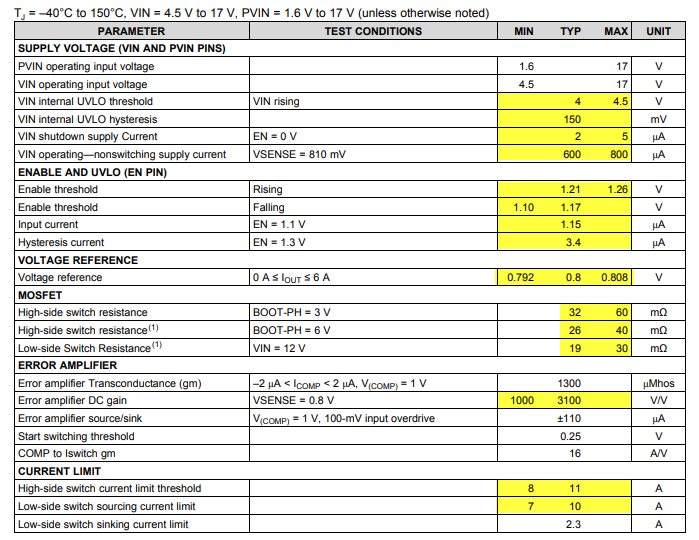 TJ = –40°C to 150°C, VIN = 4.5 V to 17 V, PVIN = 1.6 V to 17 V (unless otherwise noted)
PARAMETER TEST CONDITIONS MIN TYP MAX UNIT
SUPPLY VOLTAGE (VIN AND PVIN PINS)
PVIN operating input voltage 1.6 17 V
VIN operating input voltage 4.5 17 V
VIN internal UVLO threshold VIN rising 4 4.5 V
VIN internal UVLO hysteresis 150 mV
VIN shutdown supply Current EN = 0 V 2 5 μA
VIN operating—nonswitching supply current VSENSE = 810 mV 600 800 μA
ENABLE AND UVLO (EN PIN)
Enable threshold Rising 1.21 1.26 V
Enable threshold Falling 1.10 1.17 V
Input current EN = 1.1 V 1.15 μA
Hysteresis current EN = 1.3 V 3.4 μA
VOLTAGE REFERENCE
Voltage reference 0 A ≤ IOUT ≤ 6 A 0.792 0.8 0.808 V
MOSFET
High-side switch resistance BOOT-PH = 3 V 32 60 mΩ
High-side switch resistance(1) BOOT-PH = 6 V 26 40 mΩ
Low-side Switch Resistance(1) VIN = 12 V 19 30 mΩ
ERROR AMPLIFIER
Error amplifier Transconductance (gm) –2 μA < ICOMP < 2 μA, V(COMP) = 1 V 1300 μMhos
Error amplifier DC gain VSENSE = 0.8 V 1000 3100 V/V
Error amplifier source/sink V(COMP) = 1 V, 100-mV input overdrive ±110 μA
Start switching threshold 0.25 V
COMP to Iswitch gm 16 A/V
CURRENT LIMIT
High-side switch current limit threshold 8 11 A
Low-side switch sourcing current limit 7 10 A
Low-side switch sinking current limit 2.3 A